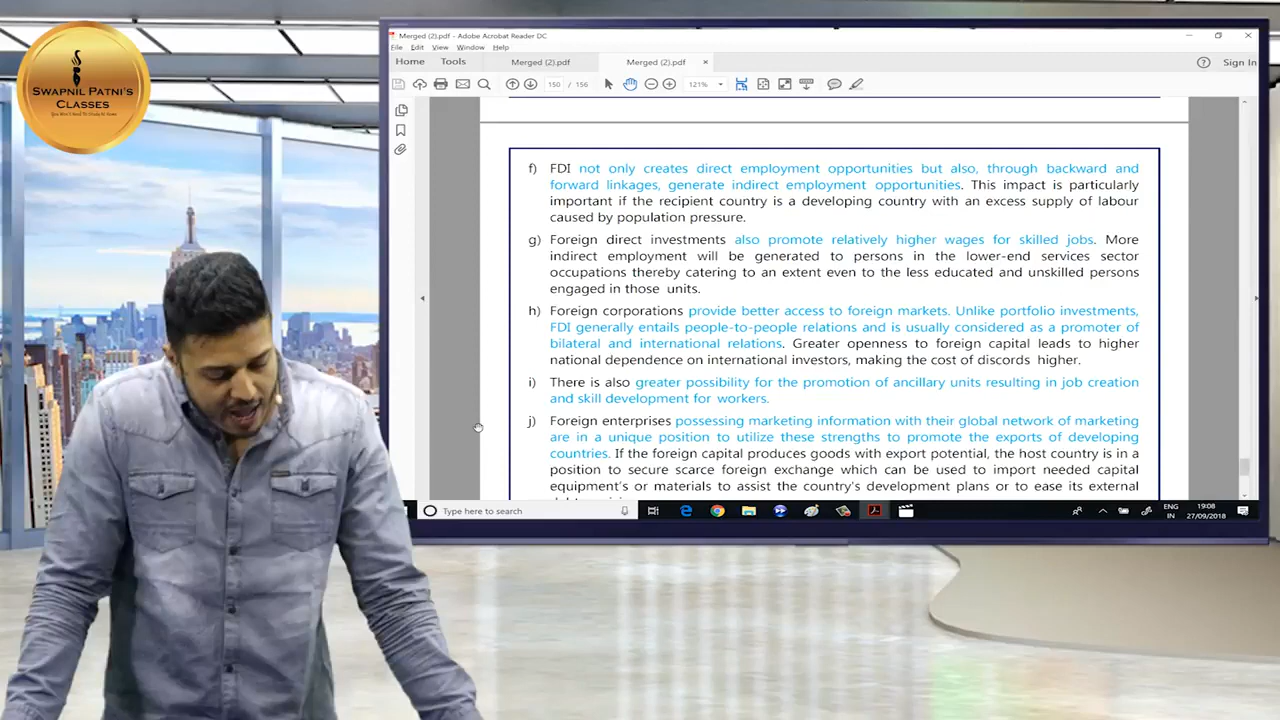 SWAPNIL PATNI'S
CLASSES
Merged (2).pdf - Adobe Acrobat Reader DC
File Edit View Window Help
Home Tools Merged (2).pdf Merged (2).pdf × Sign In
150 / 156 121%
f) FDI not only creates direct employment opportunities but also, through backward and
forward linkages, generate indirect employment opportunities. This impact is particularly
important if the recipient country is a developing country with an excess supply of labour
caused by population pressure.
g) Foreign direct investments also promote relatively higher wages for skilled jobs. More
indirect employment will be generated to persons in the lower-end services sector
occupations thereby catering to an extent even to the less educated and unskilled persons
engaged in those units.
h) Foreign corporations provide better access to foreign markets. Unlike portfolio investments,
FDI generally entails people-to-people relations and is usually considered as a promoter of
bilateral and international relations. Greater openness to foreign capital leads to higher
national dependence on international investors, making the cost of discords higher.
i) There is also greater possibility for the promotion of ancillary units resulting in job creation
and skill development for workers.
j) Foreign enterprises possessing marketing information with their global network of marketing
are in a unique position to utilize these strengths to promote the exports of developing
countries. If the foreign capital produces goods with export potential, the host country is in a
position to secure scarce foreign exchange which can be used to import needed capital
equipment's or materials to assist the country's development plans or to ease its external
Type here to search
ENG
IN
19:08
27/09/2018